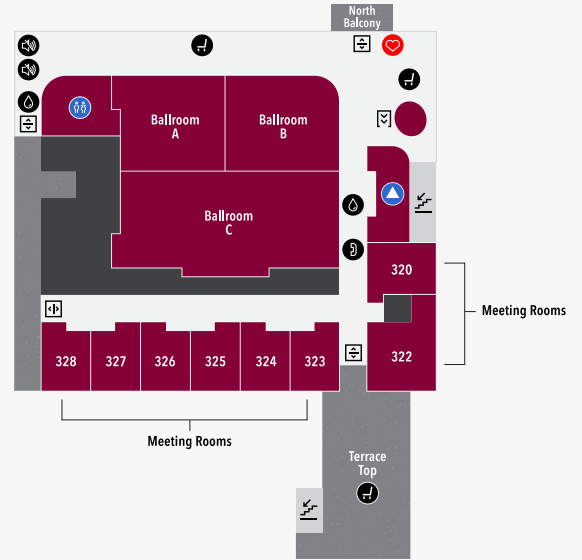 North
Balcony
Ballroom
A
Ballroom
B
Ballroom
C
320
Meeting Rooms
328
327
326
325
324
323
322
Meeting Rooms
Terrace
Top